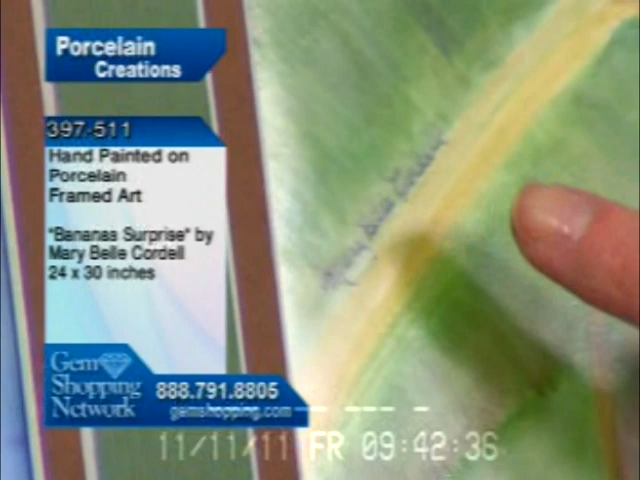 Porcelain
Creations
397-511
Hand Painted on
Porcelain
Framed Art
"Bananas Surprise" by
Mary Belle Cordell
24 x 30 inches
Gem
Shopping
Network
888.791.8805
gemshopping.com
11/11/11 FR 09:42:36